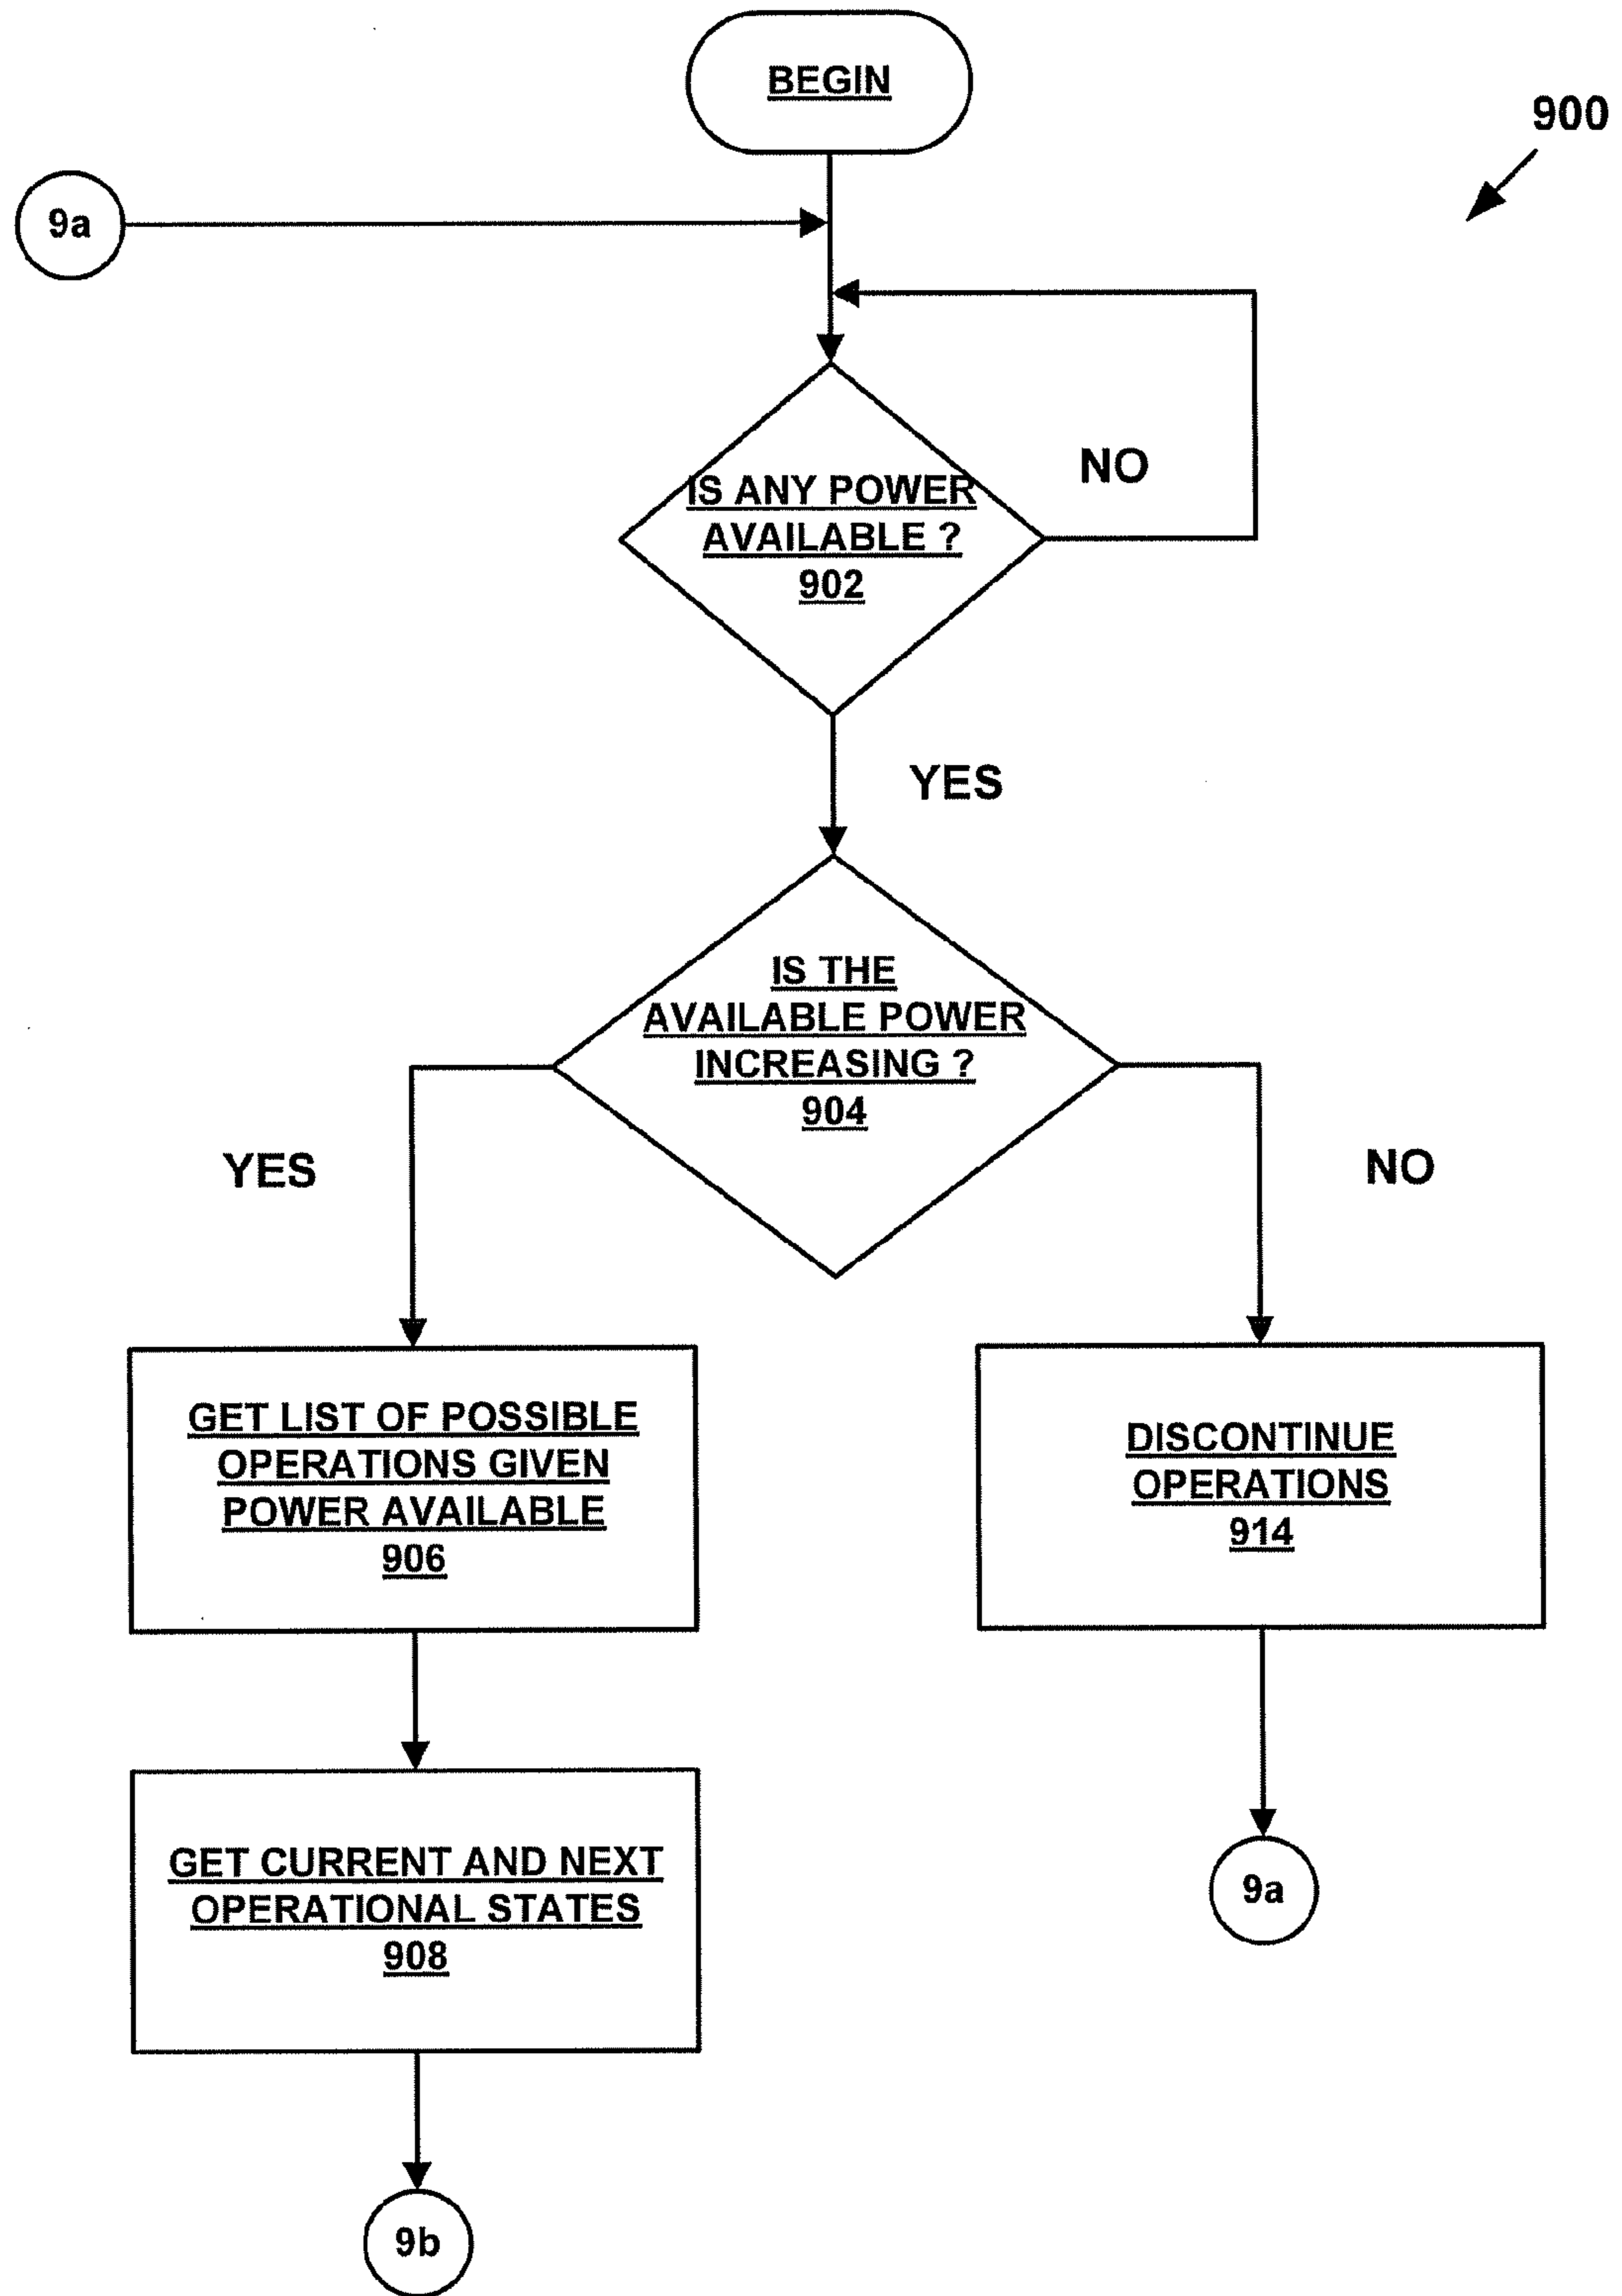 BEGIN
900
9a
NO
IS ANY POWER
AVAILABLE ?
902
YES
IS THE
AVAILABLE POWER
INCREASING ?
904
YES
NO
GET LIST OF POSSIBLE
OPERATIONS GIVEN
POWER AVAILABLE
906
DISCONTINUE
OPERATIONS
914
GET CURRENT AND NEXT
OPERATIONAL STATES
908
9a
9b